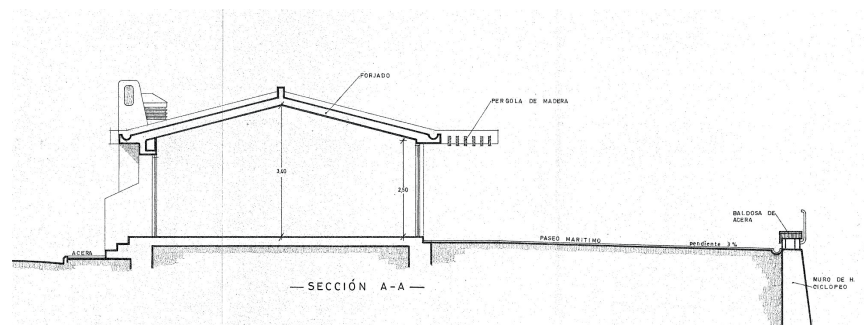 FORJADO
PERGOLA DE MADERA
3,60
2,50
BALDOSA DE
ACERA
PASEO MARITIMO
pendiente 3%
ACERA
MURO DE H.
CICLOPEO
SECCIÓN A-A